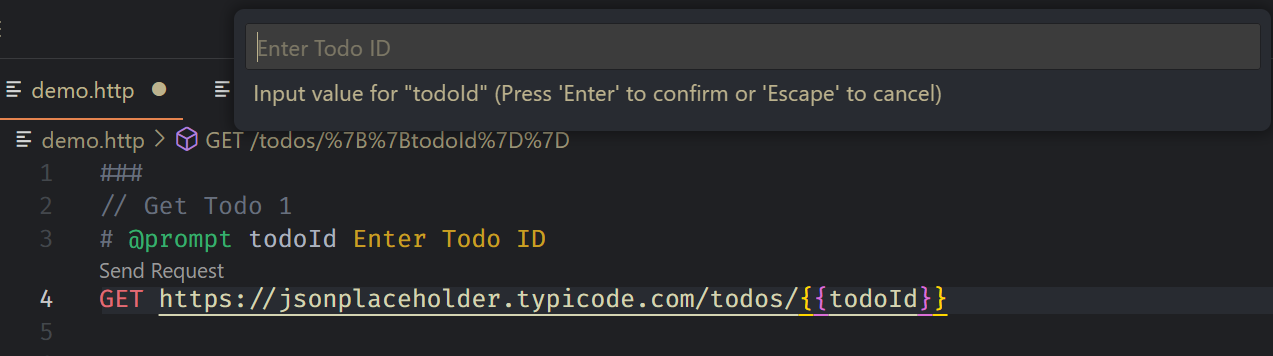 Enter Todo ID
Input value for "todoId" (Press 'Enter' to confirm or 'Escape' to cancel)
demo.http
demo.http > GET /todos/%7B%7BtodoId%7D%7D
1 ###
2 // Get Todo 1
3 # @prompt todoId Enter Todo ID
Send Request
4 GET https://jsonplaceholder.typicode.com/todos/{{todoId}}
5